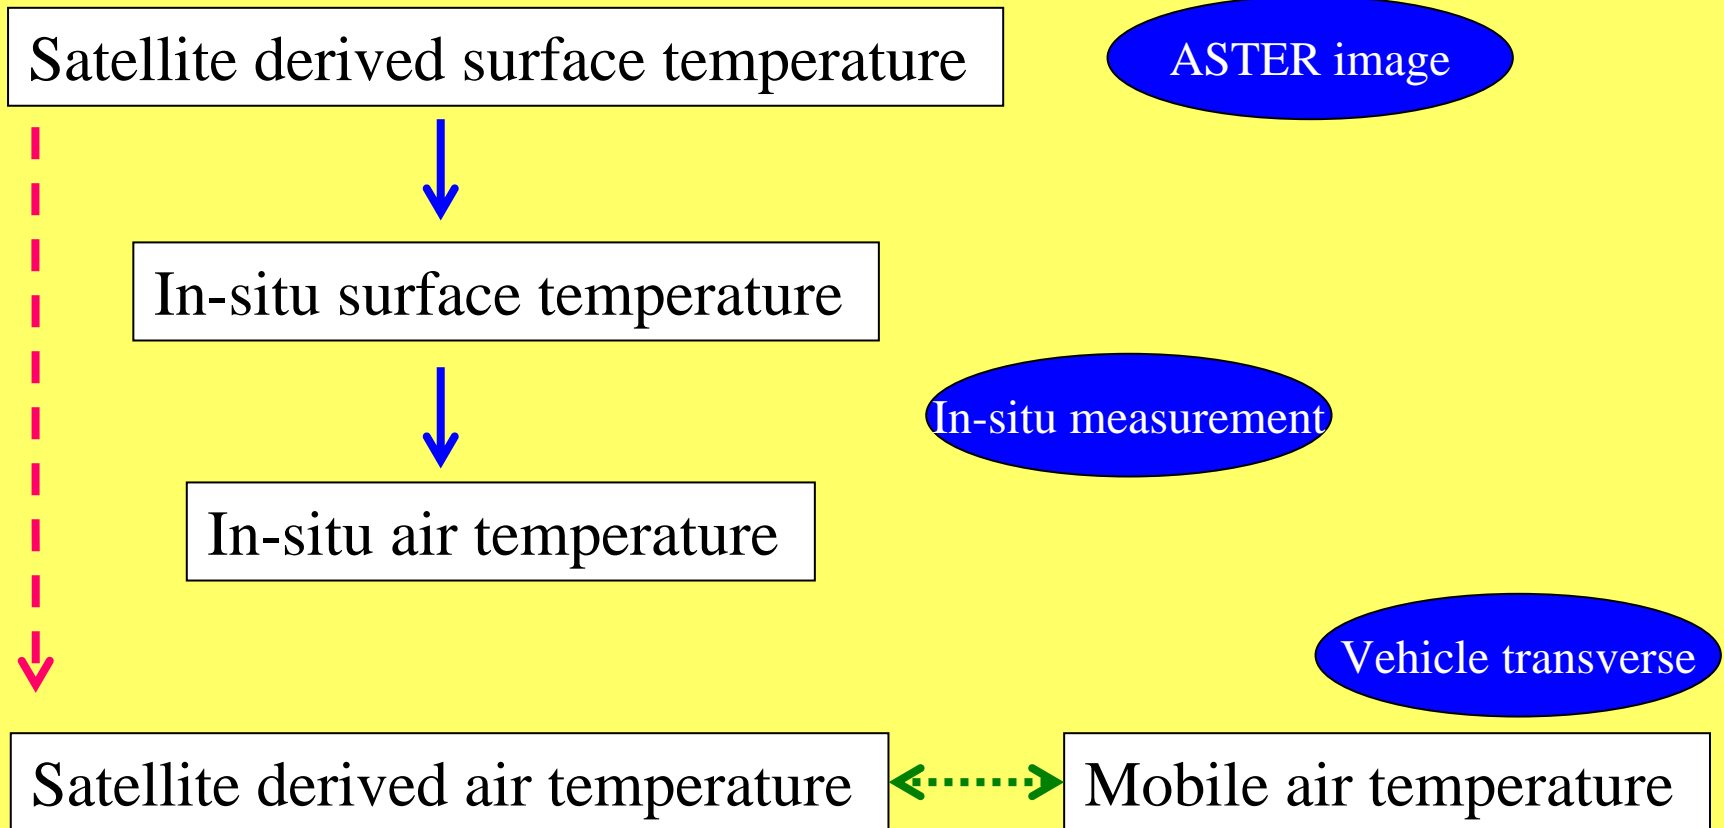 Satellite derived surface temperature
ASTER image
In-situ surface temperature
In-situ measurement
In-situ air temperature
Vehicle transverse
Satellite derived air temperature
Mobile air temperature